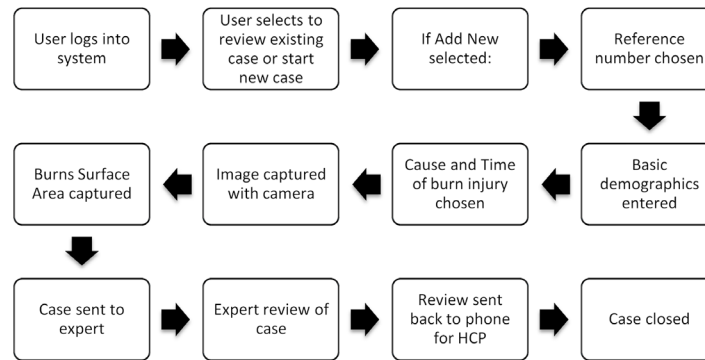 User logs into
system
User selects to
review existing
case or start
new case
If Add New
selected:
Reference
number chosen
Basic
demographics
entered
Cause and Time
of burn injury
chosen
Image captured
with camera
Burns Surface
Area captured
Case sent to
expert
Expert review of
case
Review sent
back to phone
for HCP
Case closed